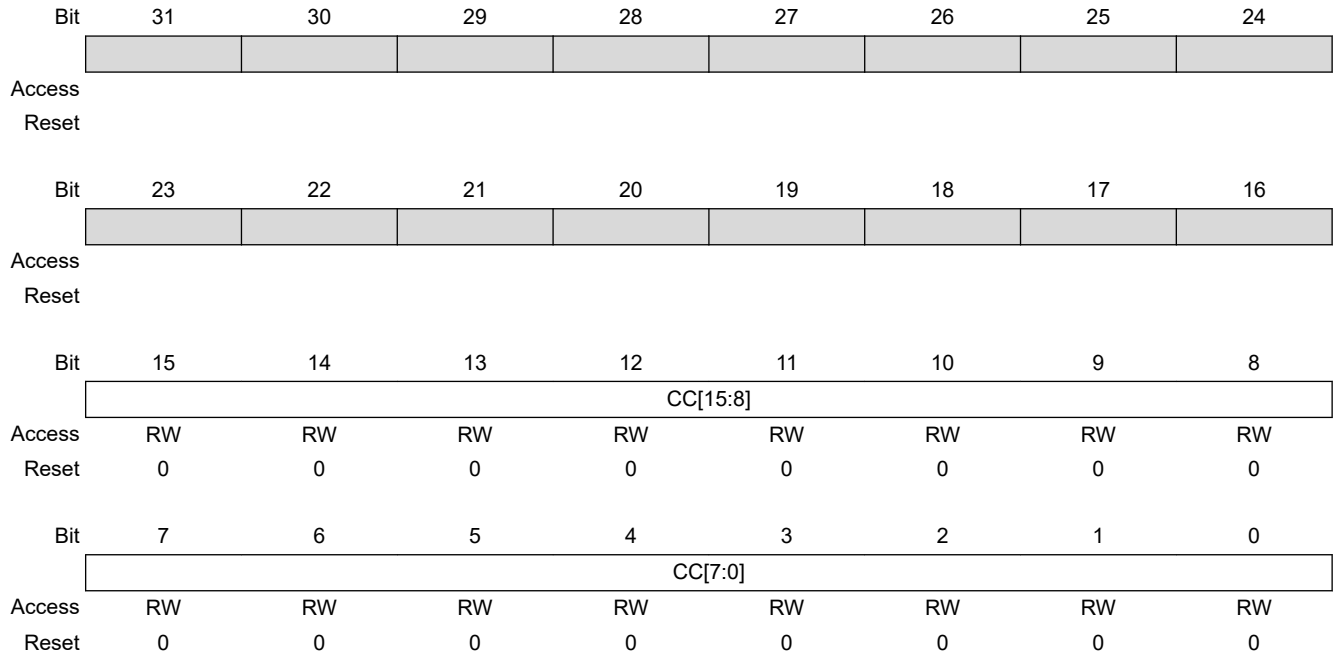 Bit 31 30 29 28 27 26 25 24
Access
Reset
Bit 23 22 21 20 19 18 17 16
Access
Reset
Bit 15 14 13 12 11 10 9 8
CC[15:8]
Access RW RW RW RW RW RW RW RW
Reset 0 0 0 0 0 0 0 0
Bit 7 6 5 4 3 2 1 0
CC[7:0]
Access RW RW RW RW RW RW RW RW
Reset 0 0 0 0 0 0 0 0